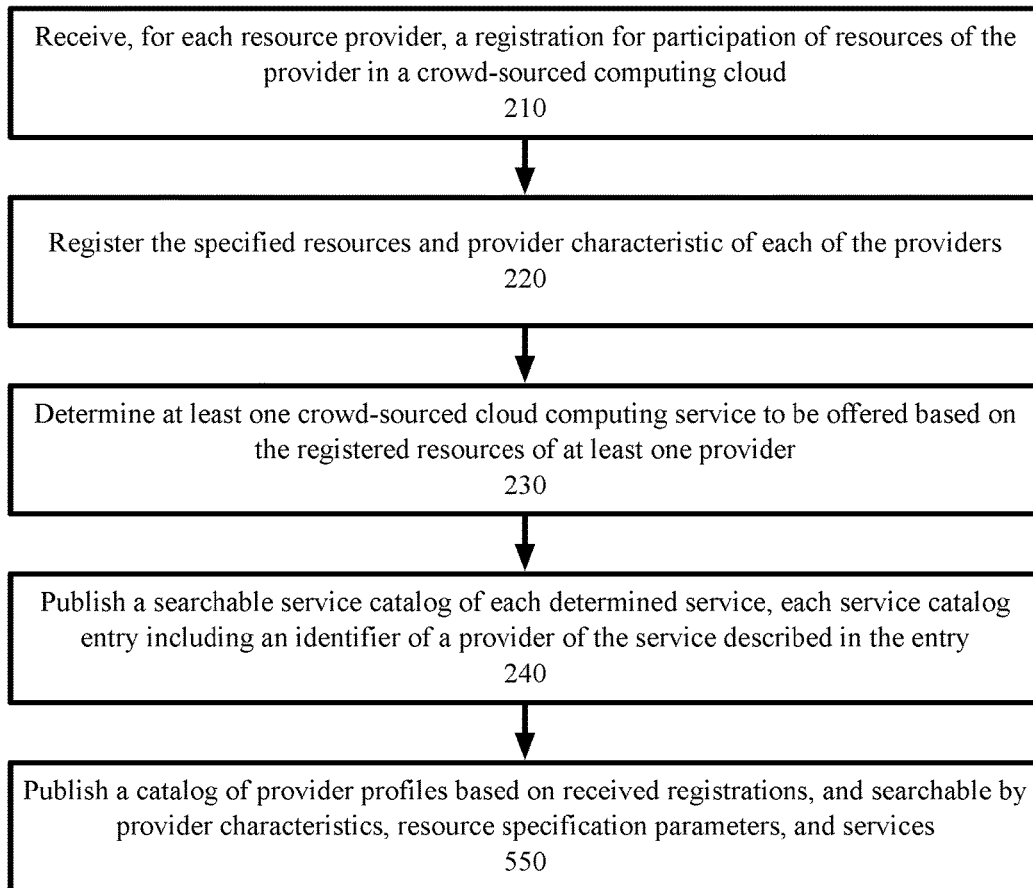 Receive, for each resource provider, a registration for participation of resources of the
provider in a crowd-sourced computing cloud
210
Register the specified resources and provider characteristic of each of the providers
220
Determine at least one crowd-sourced cloud computing service to be offered based on
the registered resources of at least one provider
230
Publish a searchable service catalog of each determined service, each service catalog
entry including an identifier of a provider of the service described in the entry
240
Publish a catalog of provider profiles based on received registrations, and searchable by
provider characteristics, resource specification parameters, and services
550